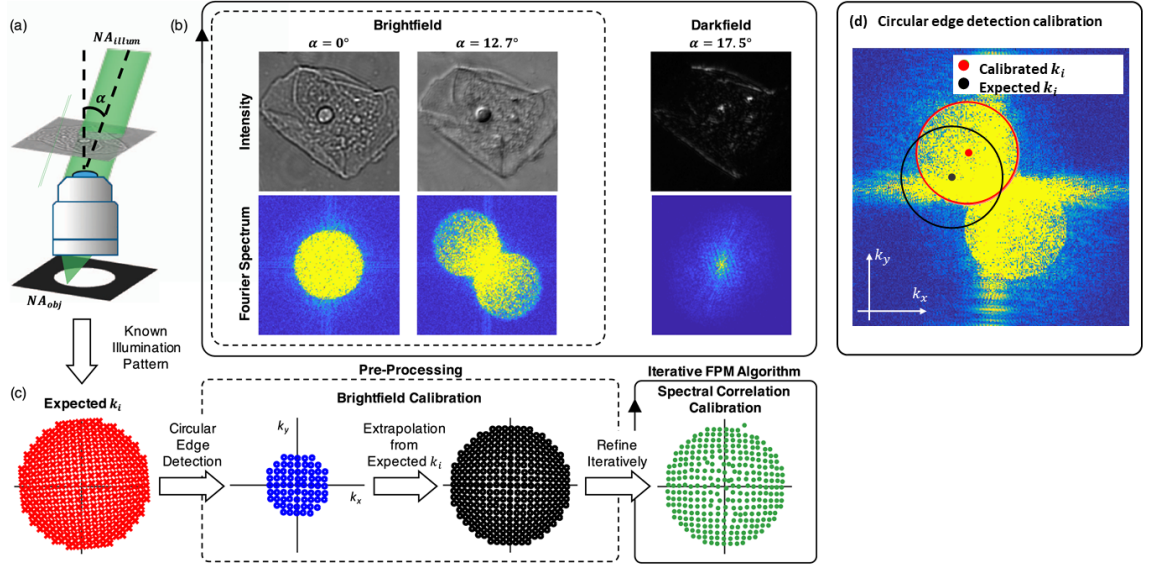 (a)
NA_illum
α
NA_obj
Known
Illumination
Pattern
(b)
Brightfield
Darkfield
α = 0°
α = 12.7°
α = 17.5°
Intensity
Fourier Spectrum
(c)
Expected k_i
Circular
Edge
Detection
Pre-Processing
Brightfield Calibration
k_y
k_x
Extrapolation
from
Expected k_i
Refine
Iteratively
Iterative FPM Algorithm
Spectral Correlation
Calibration
(d) Circular edge detection calibration
Calibrated k_i
Expected k_i
k_y
k_x